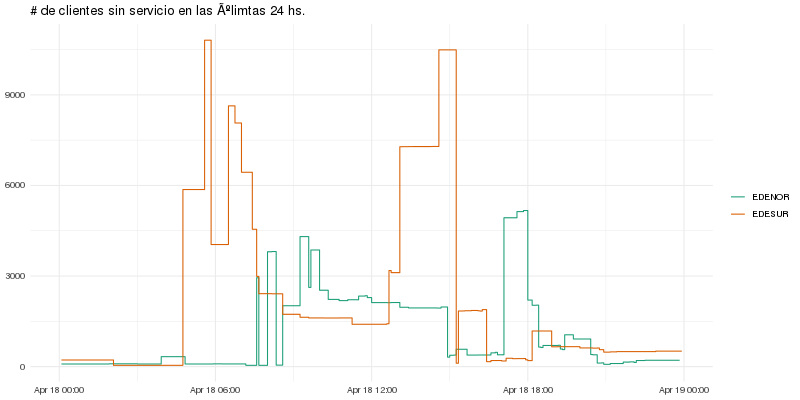 # de clientes sin servicio en las Ãºlimtas 24 hs.
9000
6000
3000
0
Apr 18 00:00
Apr 18 06:00
Apr 18 12:00
Apr 18 18:00
Apr 19 00:00
EDENOR
EDESUR